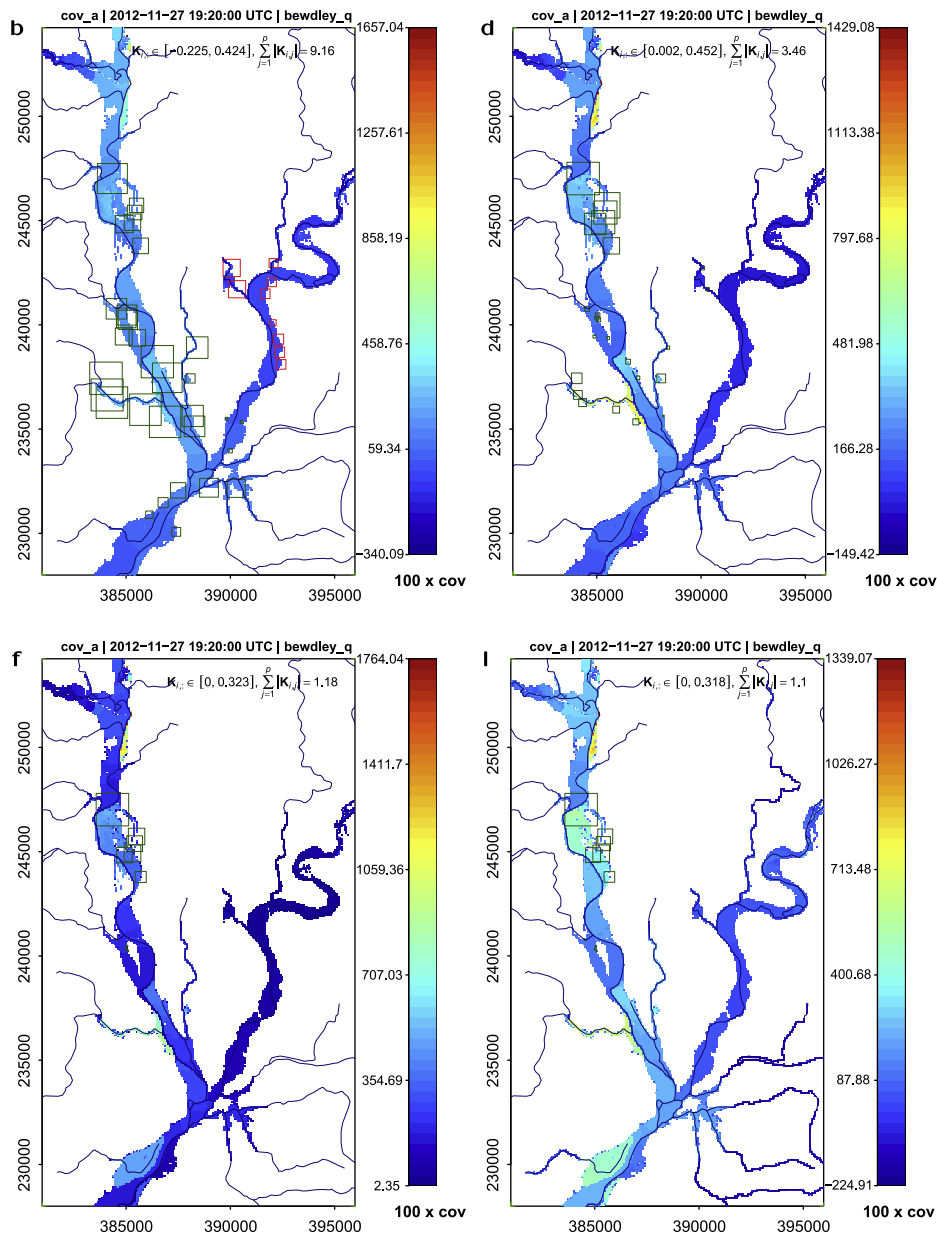 b
cov_a | 2012−11−27 19:20:00 UTC | bewdley_q
K_{i,:} ∈ [−0.225, 0.424], ∑_{j=1}^{p} |K_{i,j}| = 9.16
250000
245000
240000
235000
230000
385000 390000 395000
1657.04
1257.61
858.19
458.76
59.34
−340.09
100 x cov
d
cov_a | 2012−11−27 19:20:00 UTC | bewdley_q
K_{i,:} ∈ [0.002, 0.452], ∑_{j=1}^{p} |K_{i,j}| = 3.46
250000
245000
240000
235000
230000
385000 390000 395000
1429.08
1113.38
797.68
481.98
166.28
−149.42
100 x cov
f
cov_a | 2012−11−27 19:20:00 UTC | bewdley_q
K_{i,:} ∈ [0, 0.323], ∑_{j=1}^{p} |K_{i,j}| = 1.18
250000
245000
240000
235000
230000
385000 390000 395000
1764.04
1411.7
1059.36
707.03
354.69
2.35
100 x cov
l
cov_a | 2012−11−27 19:20:00 UTC | bewdley_q
K_{i,:} ∈ [0, 0.318], ∑_{j=1}^{p} |K_{i,j}| = 1.1
250000
245000
240000
235000
230000
385000 390000 395000
1339.07
1026.27
713.48
400.68
87.88
−224.91
100 x cov